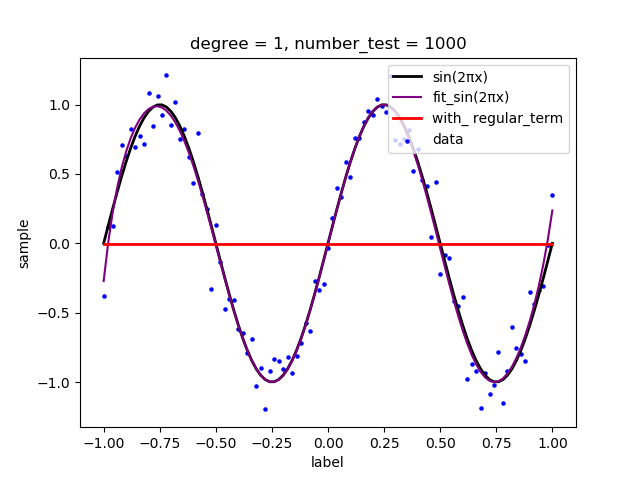 degree = 1, number_test = 1000
sin(2πx)
fit_sin(2πx)
with_ regular_term
data
sample
1.0
0.5
0.0
−0.5
−1.0
−1.00
−0.75
−0.50
−0.25
0.00
0.25
0.50
0.75
1.00
label